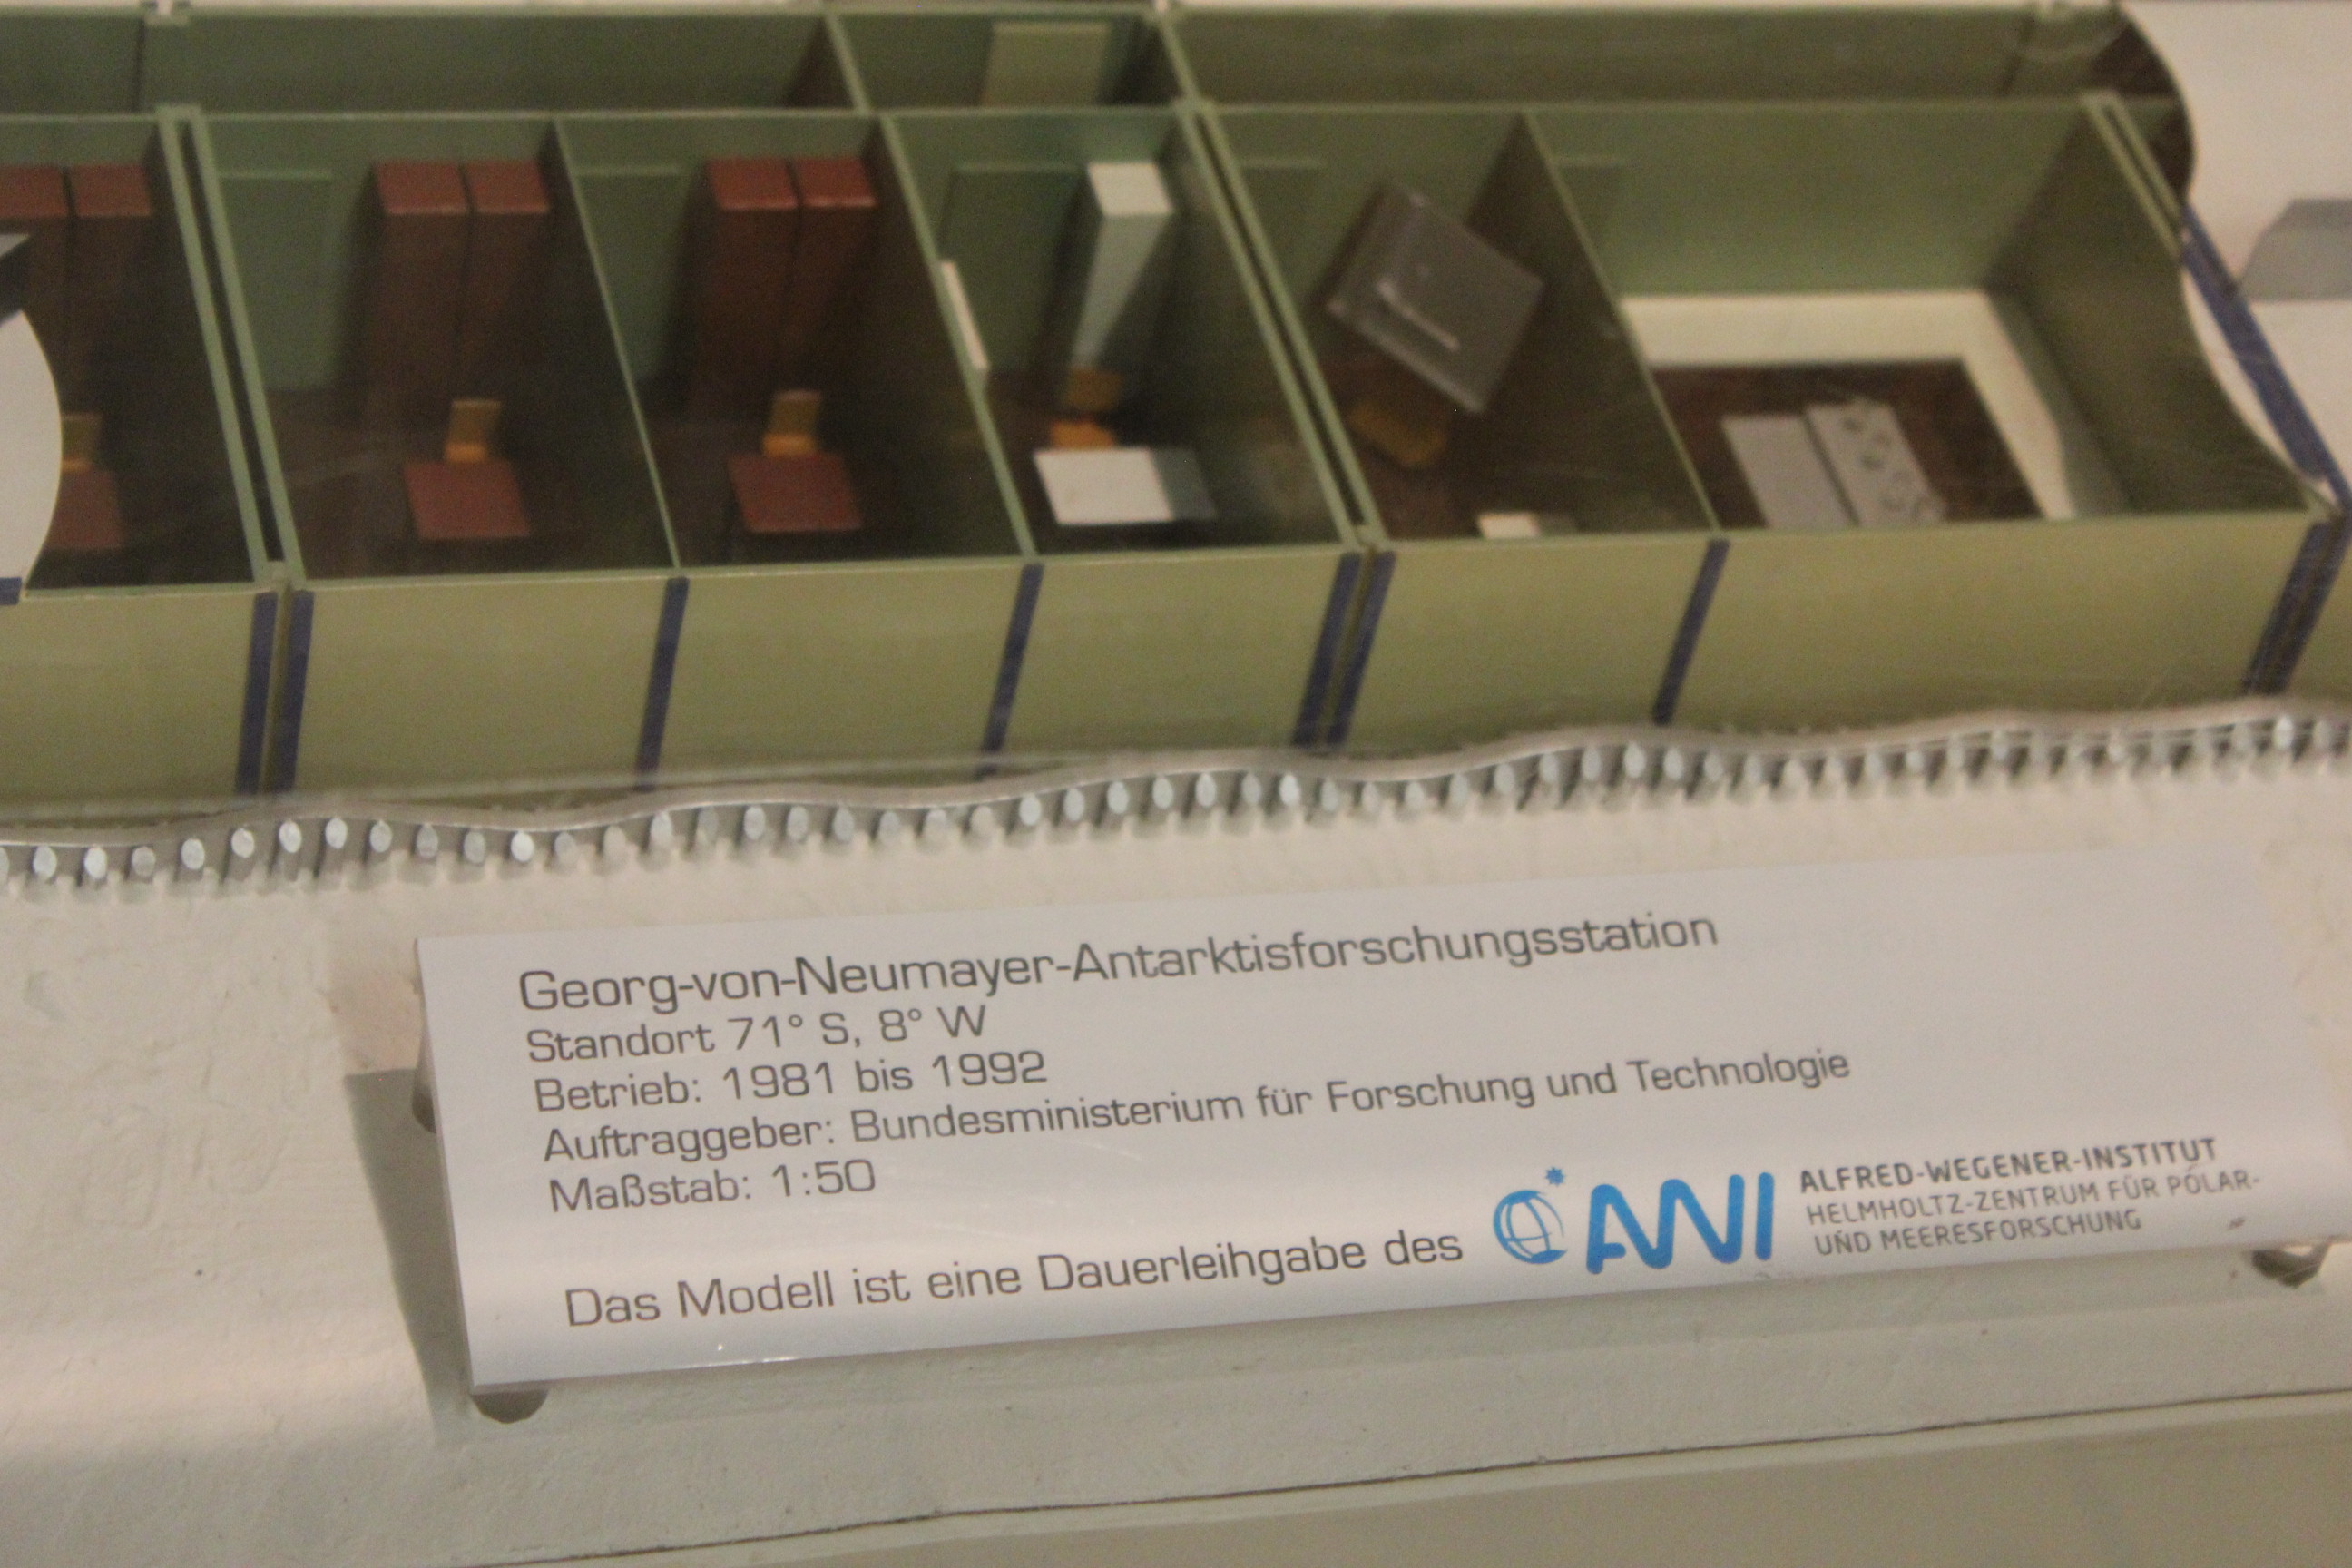 Georg-von-Neumayer-Antarktisforschungsstation
Standort 71° S, 8° W
Betrieb: 1981 bis 1992
Auftraggeber: Bundesministerium für Forschung und Technologie
Maßstab: 1:50
Das Modell ist eine Dauerleihgabe des
AWI
ALFRED-WEGENER-INSTITUT
HELMHOLTZ-ZENTRUM FÜR POLAR-
UND MEERESFORSCHUNG